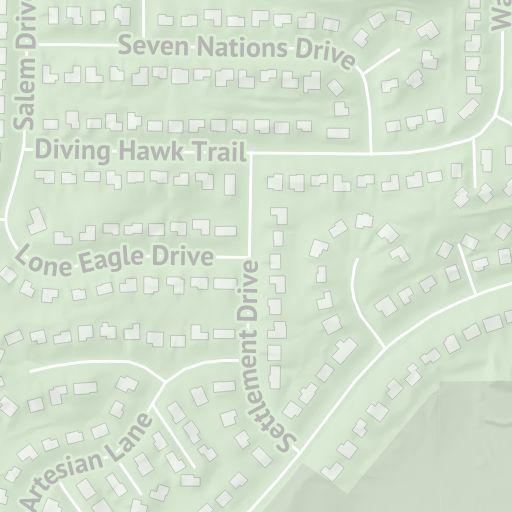 Seven Nations Drive
Salem Drive
Diving Hawk Trail
Lone Eagle Drive
Settlement Drive
Artesian Lane